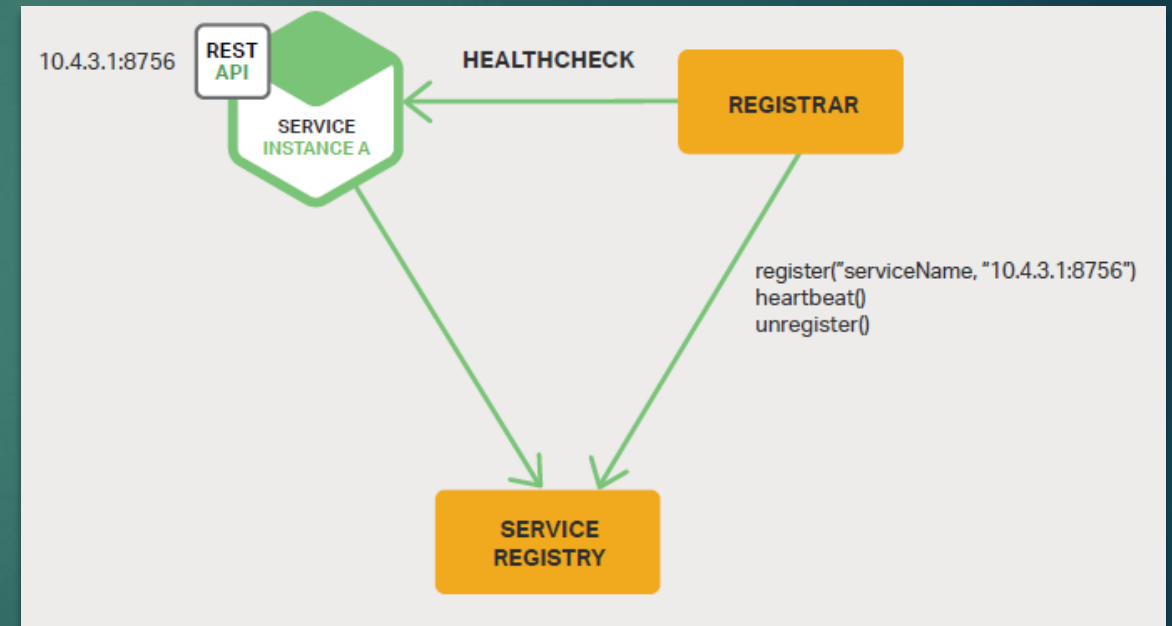 10.4.3.1:8756
REST
API
SERVICE
INSTANCE A
HEALTHCHECK
REGISTRAR
register("serviceName, "10.4.3.1:8756")
heartbeat()
unregister()
SERVICE
REGISTRY